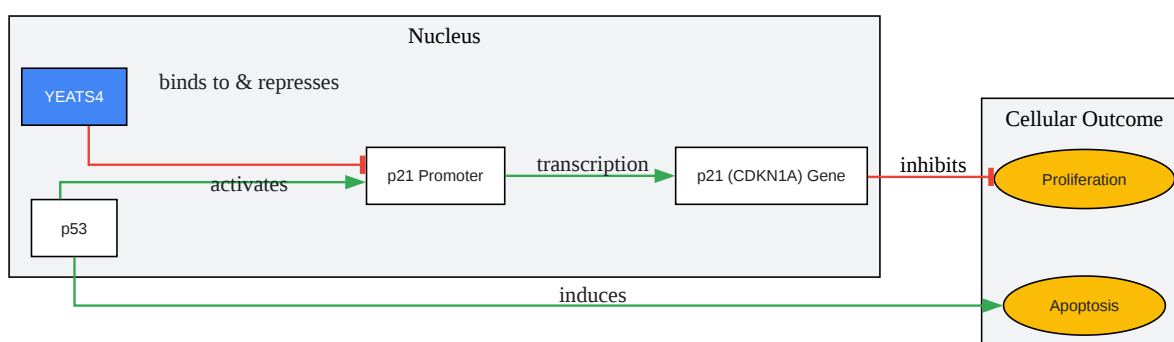 Nucleus
YEATS4
binds to & represses
Cellular Outcome
p21 Promoter
transcription
p21 (CDKN1A) Gene
inhibits
Proliferation
activates
p53
induces
Apoptosis